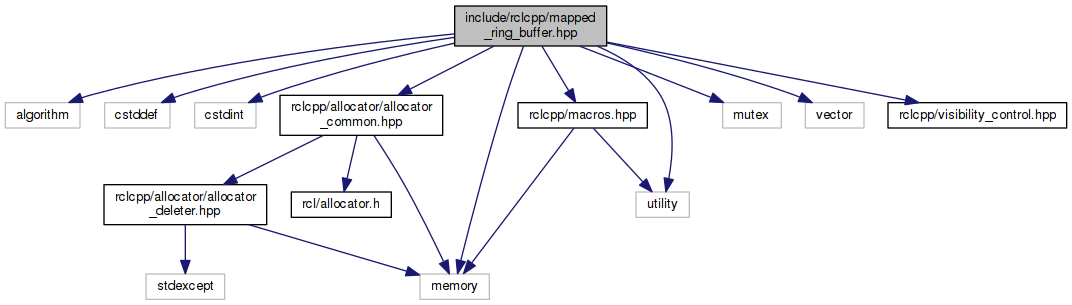 include/rclcpp/mapped
_ring_buffer.hpp
algorithm
cstddef
cstdint
rclcpp/allocator/allocator
_common.hpp
rclcpp/macros.hpp
mutex
vector
rclcpp/visibility_control.hpp
rclcpp/allocator/allocator
_deleter.hpp
rcl/allocator.h
utility
stdexcept
memory